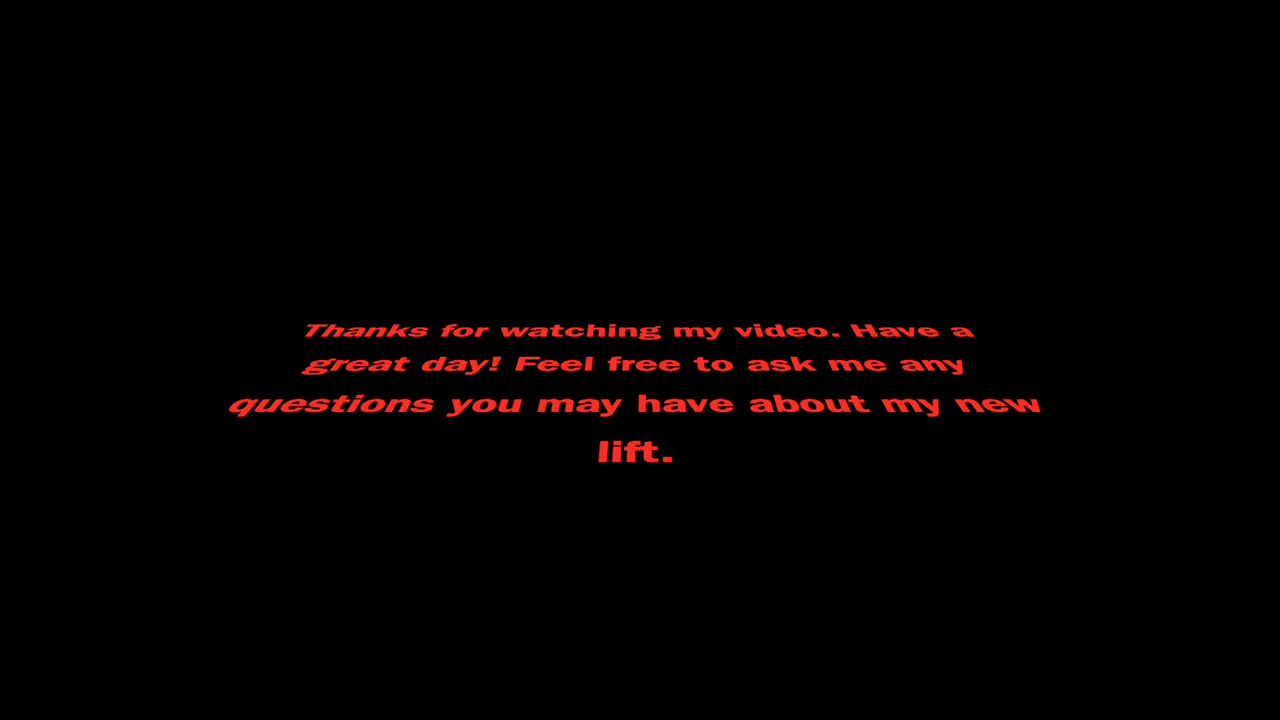 Thanks for watching my video. Have a
great day! Feel free to ask me any
questions you may have about my new
lift.